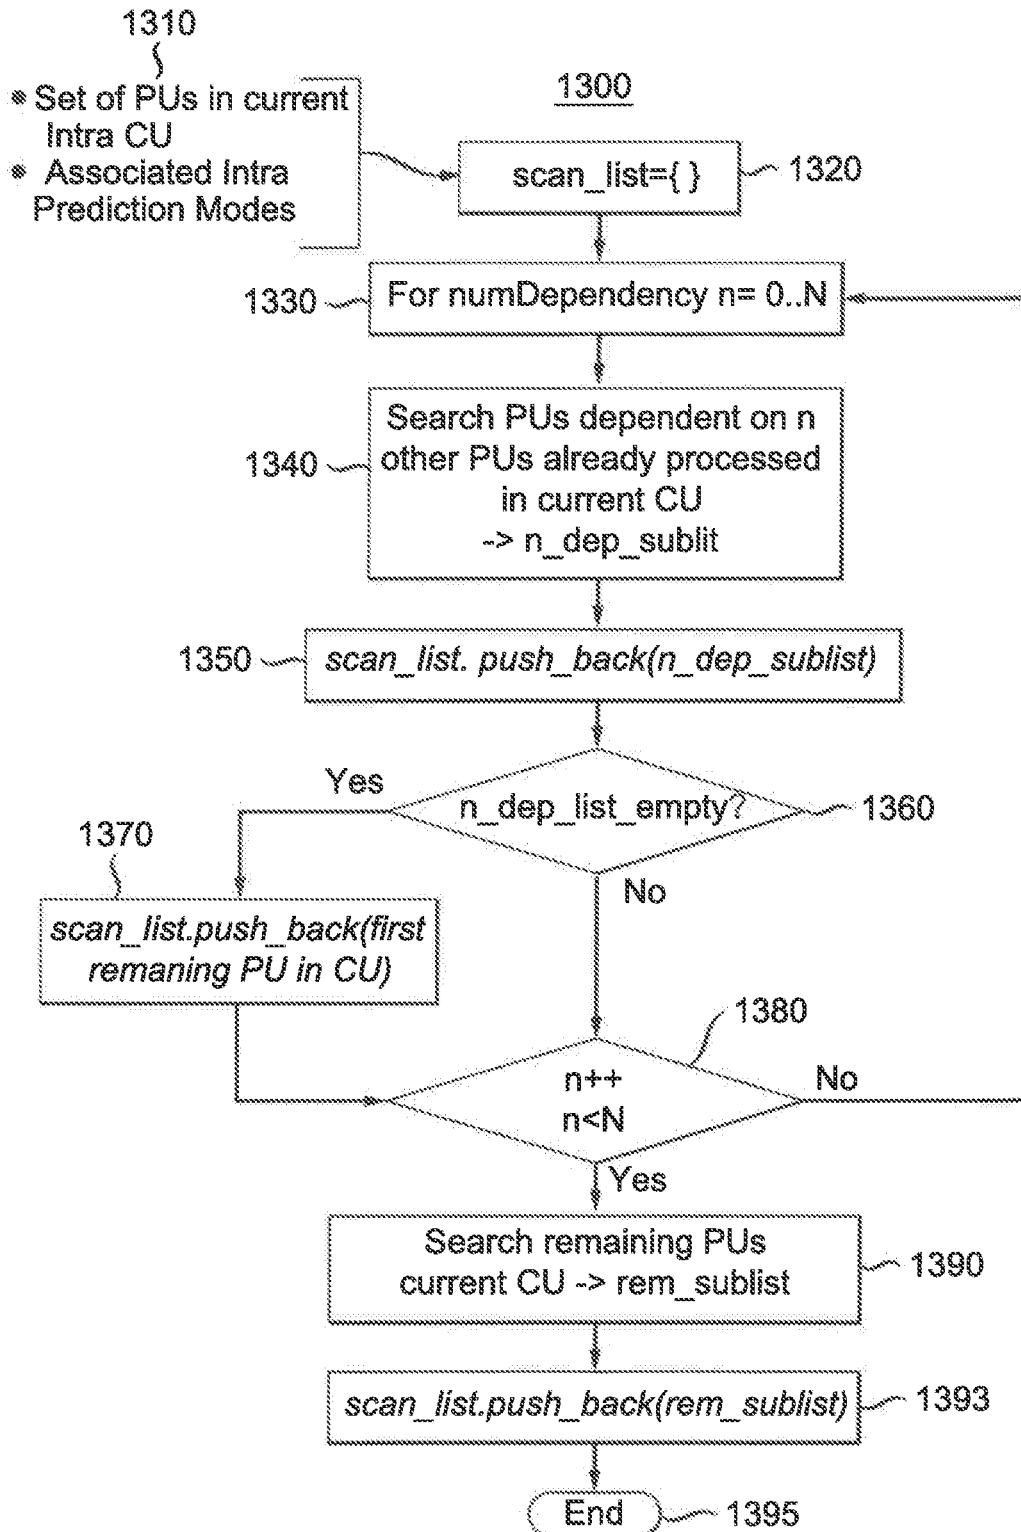 1310
• Set of PUs in current
Intra CU
• Associated Intra
Prediction Modes
1300
scan_list={ }
1320
1330
For numDependency n= 0..N
1340
Search PUs dependent on n
other PUs already processed
in current CU
-> n_dep_sublit
1350
scan_list. push_back(n_dep_sublist)
Yes
n_dep_list_empty?
1360
1370
No
scan_list.push_back(first
remaning PU in CU)
1380
n++
n<N
No
Yes
Search remaining PUs
current CU -> rem_sublist
1390
scan_list.push_back(rem_sublist)
1393
End
1395